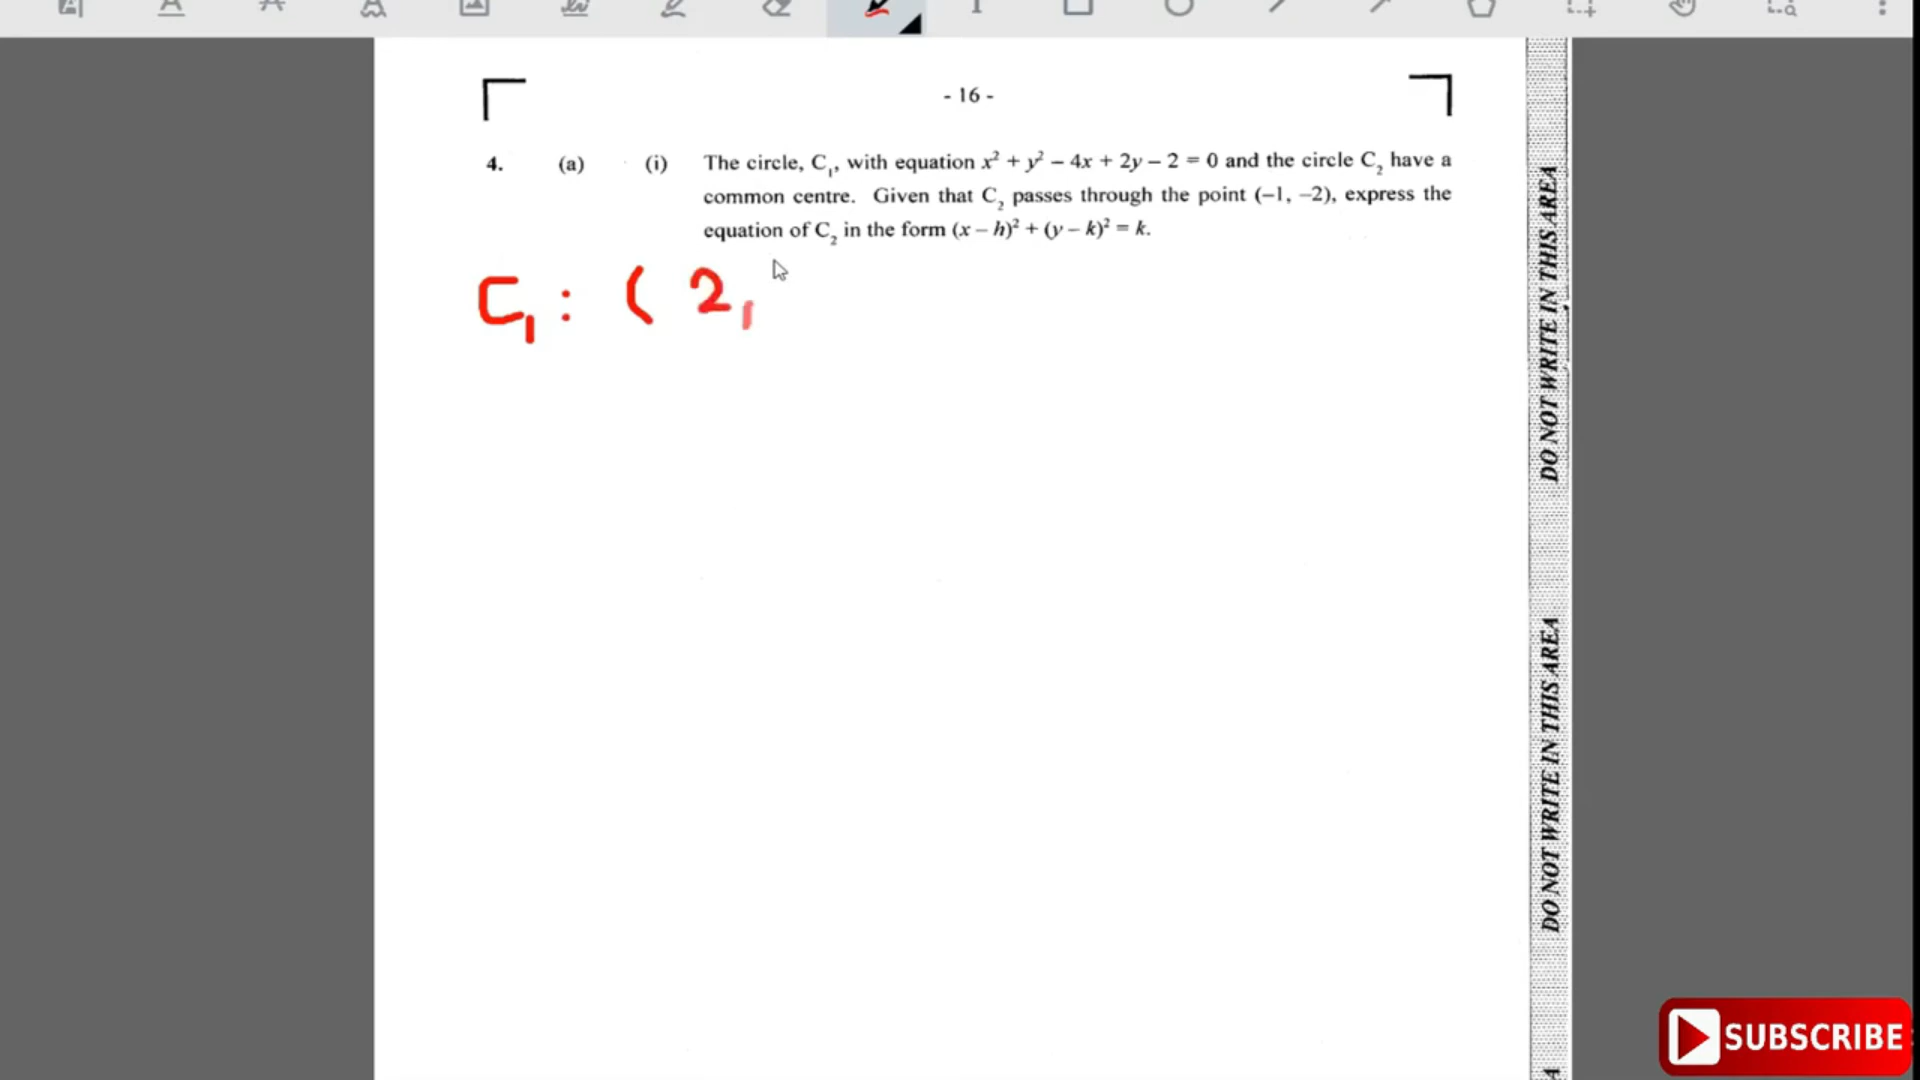 - 16 -
4. (a) (i) The circle, C₁, with equation x² + y² – 4x + 2y – 2 = 0 and the circle C₂ have a
common centre. Given that C₂ passes through the point (–1, –2), express the
equation of C₂ in the form (x – h)² + (y – k)² = k.
C₁ : ( 2,
DO NOT WRITE IN THIS AREA
DO NOT WRITE IN THIS AREA
A
SUBSCRIBE